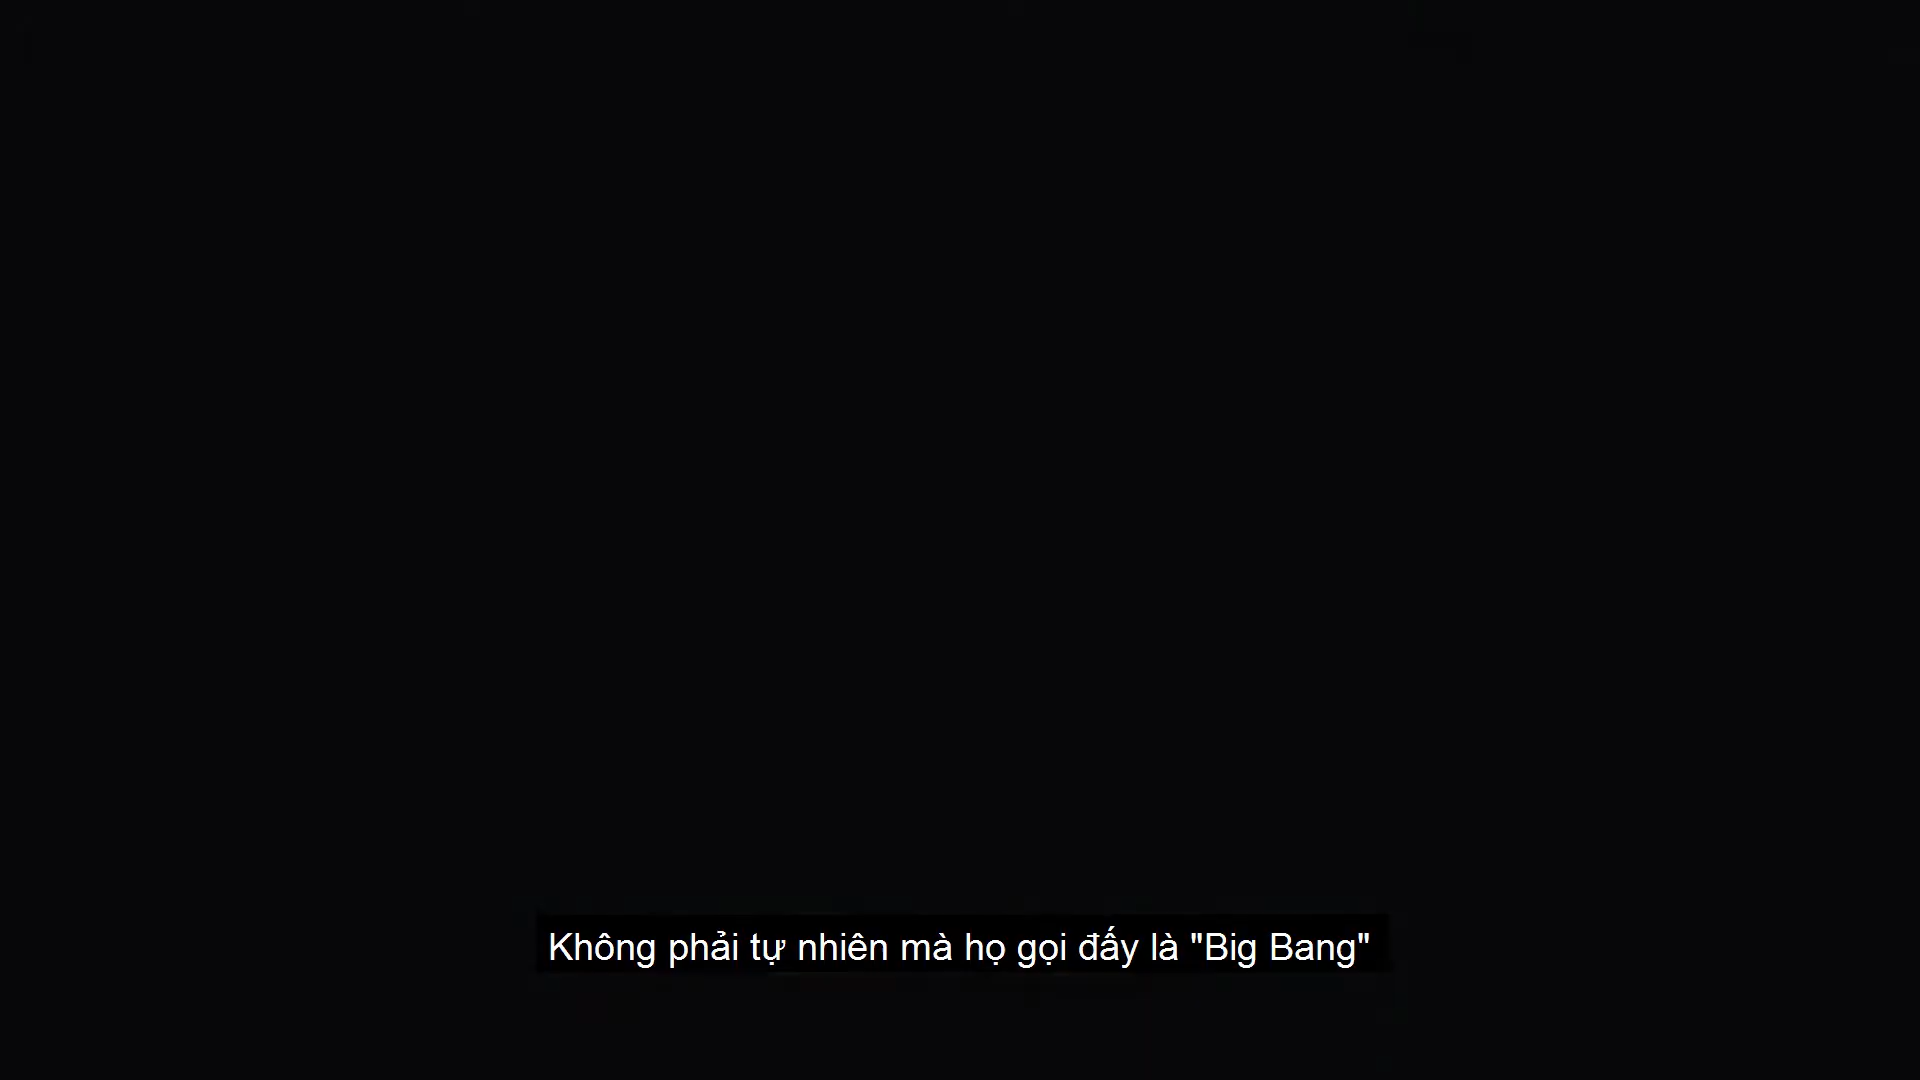 Không phải tự nhiên mà họ gọi đấy là "Big Bang"